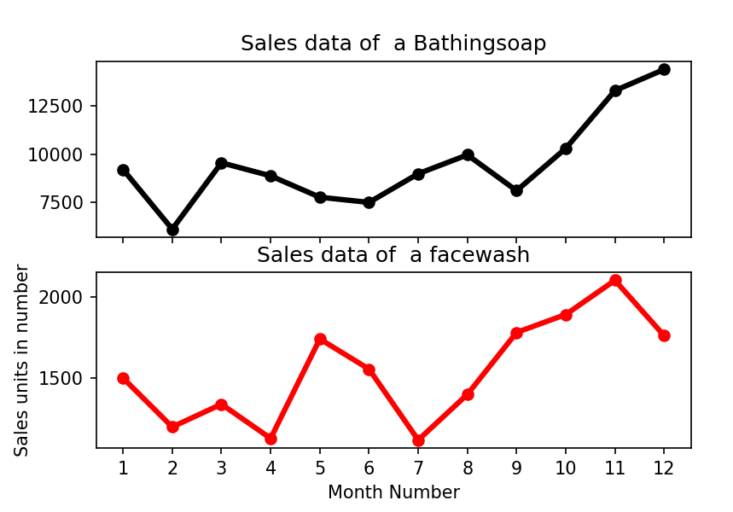 Sales data of  a Bathingsoap
12500
10000
7500
Sales data of  a facewash
Sales units in number
2000
1500
1 2 3 4 5 6 7 8 9 10 11 12
Month Number